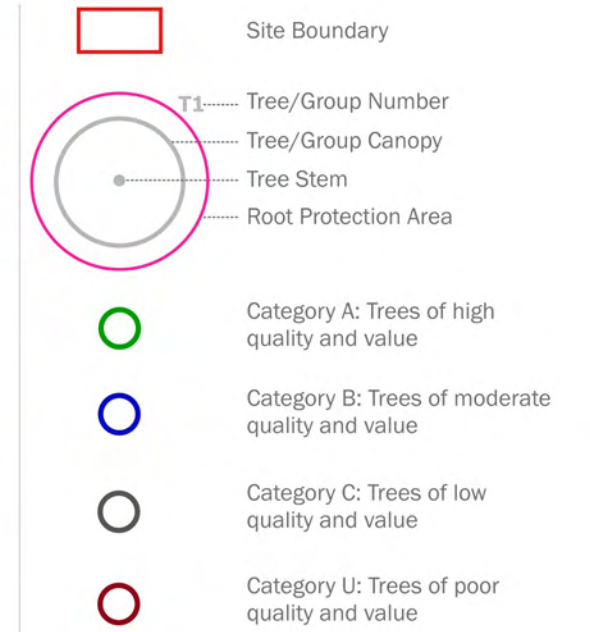 Site Boundary
T1
Tree/Group Number
Tree/Group Canopy
Tree Stem
Root Protection Area
Category A: Trees of high
quality and value
Category B: Trees of moderate
quality and value
Category C: Trees of low
quality and value
Category U: Trees of poor
quality and value